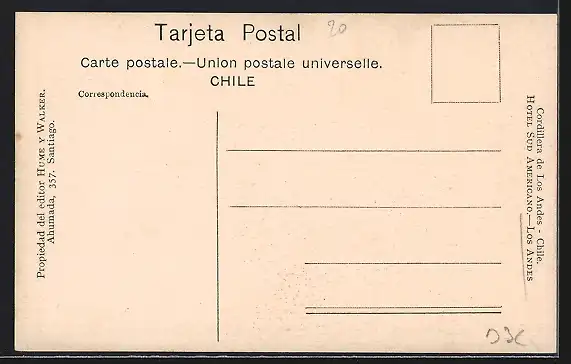 Tarjeta Postal
20
Carte postale.—Union postale universelle.
CHILE
Correspondencia.
Propiedad del editor HUME Y WALKER.
Ahumada, 357. Santiago.
Cordillera de Los Andes - Chile.
HOTEL SUD AMERICANO.—LOS ANDES